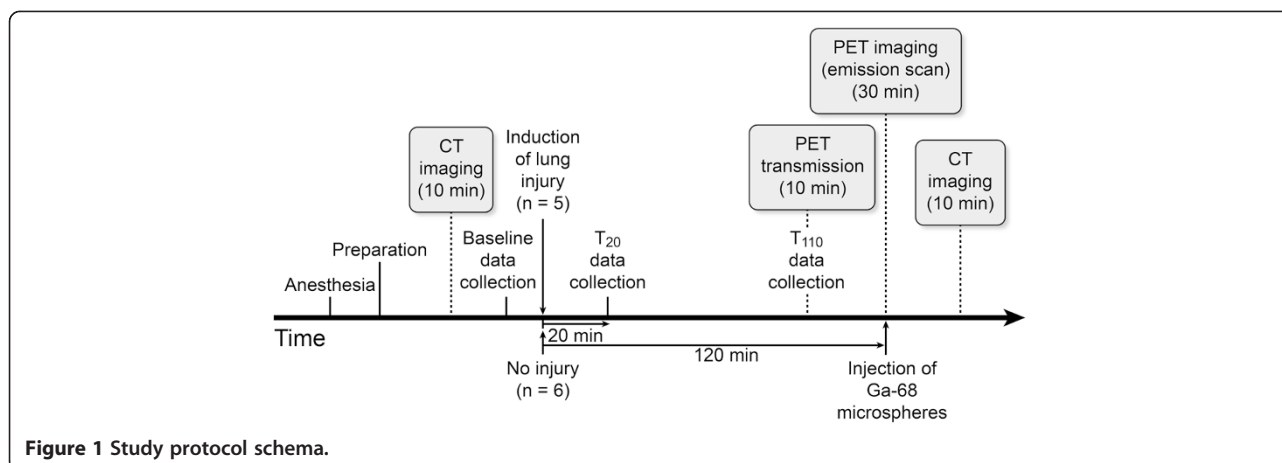 PET imaging
(emission scan)
(30 min)
CT
imaging
(10 min)
Induction
of lung
injury
(n = 5)
PET
transmission
(10 min)
CT
imaging
(10 min)
Anesthesia
Preparation
Baseline
data
collection
T20
data
collection
T110
data
collection
Time
20 min
120 min
No injury
(n = 6)
Injection of
Ga-68
microspheres
Figure 1 Study protocol schema.